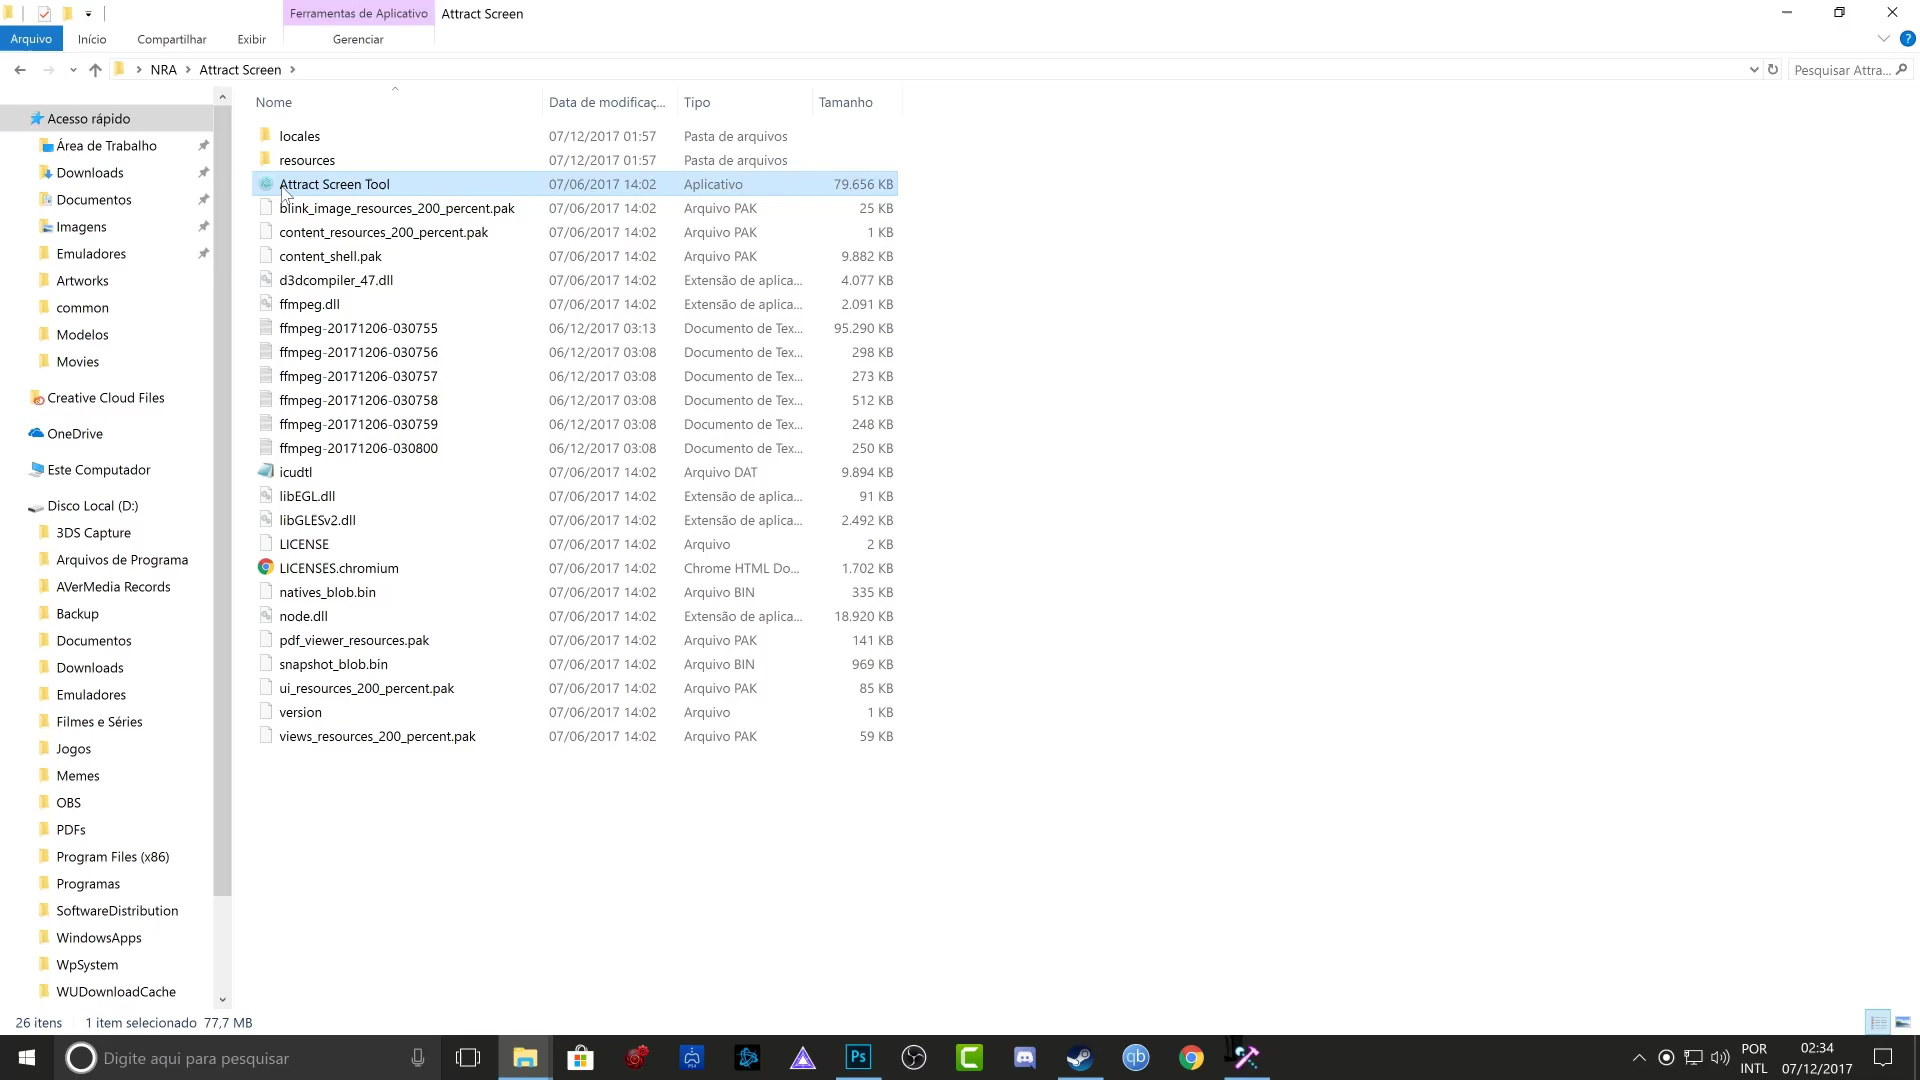 Ferramentas de Aplicativo Attract Screen
Arquivo Início Compartilhar Exibir Gerenciar
NRA Attract Screen Pesquisar Attra...
Nome Data de modificaç... Tipo Tamanho
Acesso rápido
Área de Trabalho
Downloads
Documentos
Imagens
Emuladores
Artworks
common
Modelos
Movies
Creative Cloud Files
OneDrive
Este Computador
Disco Local (D:)
3DS Capture
Arquivos de Programa
AVerMedia Records
Backup
Documentos
Downloads
Emuladores
Filmes e Séries
Jogos
Memes
OBS
PDFs
Program Files (x86)
Programas
SoftwareDistribution
WindowsApps
WpSystem
WUDownloadCache
locales 07/12/2017 01:57 Pasta de arquivos
resources 07/12/2017 01:57 Pasta de arquivos
Attract Screen Tool 07/06/2017 14:02 Aplicativo 79.656 KB
blink_image_resources_200_percent.pak 07/06/2017 14:02 Arquivo PAK 25 KB
content_resources_200_percent.pak 07/06/2017 14:02 Arquivo PAK 1 KB
content_shell.pak 07/06/2017 14:02 Arquivo PAK 9.882 KB
d3dcompiler_47.dll 07/06/2017 14:02 Extensão de aplica... 4.077 KB
ffmpeg.dll 07/06/2017 14:02 Extensão de aplica... 2.091 KB
ffmpeg-20171206-030755 06/12/2017 03:13 Documento de Tex... 95.290 KB
ffmpeg-20171206-030756 06/12/2017 03:08 Documento de Tex... 298 KB
ffmpeg-20171206-030757 06/12/2017 03:08 Documento de Tex... 273 KB
ffmpeg-20171206-030758 06/12/2017 03:08 Documento de Tex... 512 KB
ffmpeg-20171206-030759 06/12/2017 03:08 Documento de Tex... 248 KB
ffmpeg-20171206-030800 06/12/2017 03:08 Documento de Tex... 250 KB
icudtl 07/06/2017 14:02 Arquivo DAT 9.894 KB
libEGL.dll 07/06/2017 14:02 Extensão de aplica... 91 KB
libGLESv2.dll 07/06/2017 14:02 Extensão de aplica... 2.492 KB
LICENSE 07/06/2017 14:02 Arquivo 2 KB
LICENSES.chromium 07/06/2017 14:02 Chrome HTML Do... 1.702 KB
natives_blob.bin 07/06/2017 14:02 Arquivo BIN 335 KB
node.dll 07/06/2017 14:02 Extensão de aplica... 18.920 KB
pdf_viewer_resources.pak 07/06/2017 14:02 Arquivo PAK 141 KB
snapshot_blob.bin 07/06/2017 14:02 Arquivo BIN 969 KB
ui_resources_200_percent.pak 07/06/2017 14:02 Arquivo PAK 85 KB
version 07/06/2017 14:02 Arquivo 1 KB
views_resources_200_percent.pak 07/06/2017 14:02 Arquivo PAK 59 KB
26 itens 1 item selecionado 77,7 MB
Digite aqui para pesquisar
Ps
qb
POR
INTL
02:34
07/12/2017